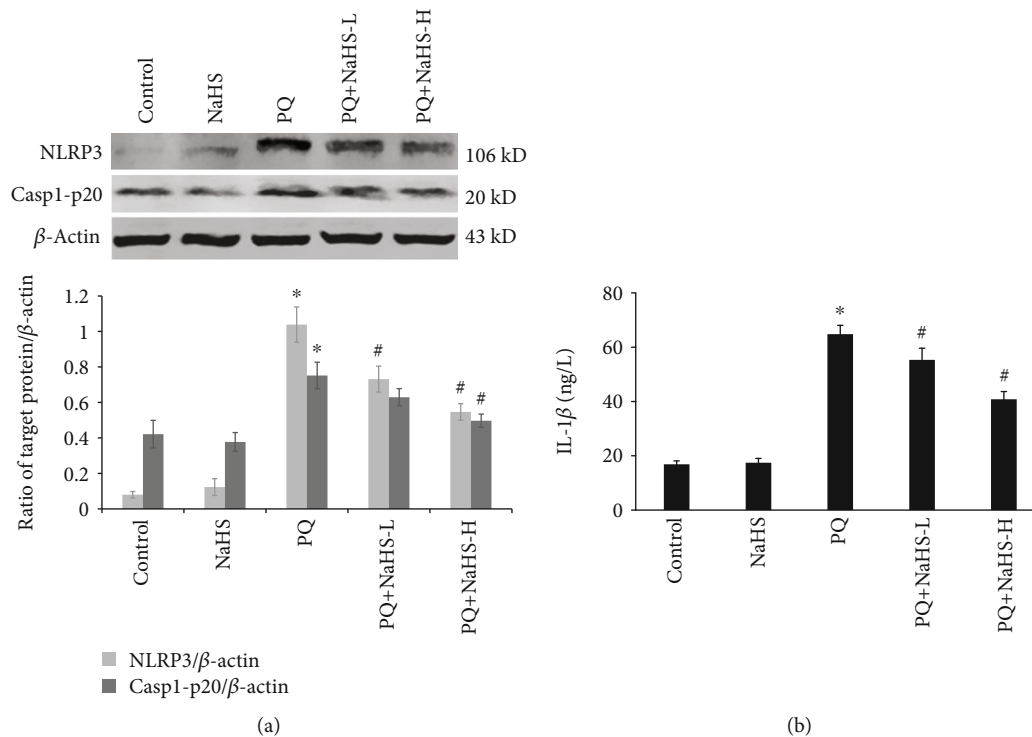 Control
NaHS
PQ
PQ+NaHS-L
PQ+NaHS-H
NLRP3
106 kD
Casp1-p20
20 kD
β-Actin
43 kD
Ratio of target protein/β-actin
1.2
1
0.8
0.6
0.4
0.2
0
*
*
#
#
#
Control
NaHS
PQ
PQ+NaHS-L
PQ+NaHS-H
NLRP3/β-actin
Casp1-p20/β-actin
(a)
IL-1β (ng/L)
80
60
40
20
0
*
#
#
Control
NaHS
PQ
PQ+NaHS-L
PQ+NaHS-H
(b)